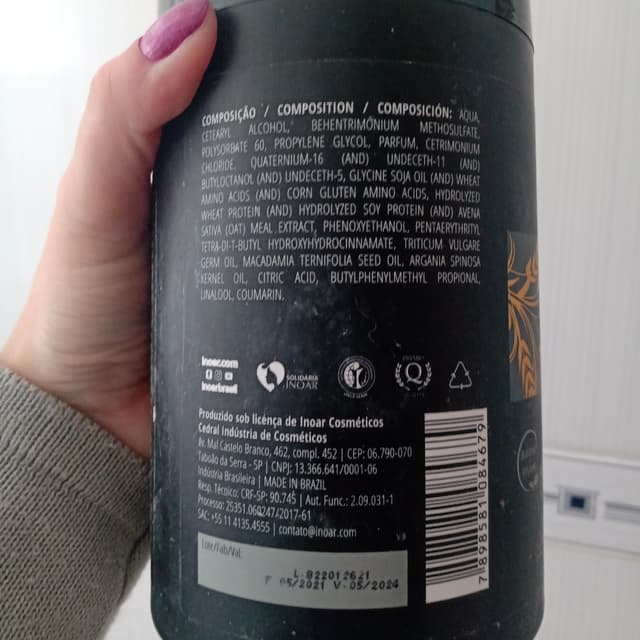 COMPOSIÇÃO / COMPOSITION / COMPOSICIÓN: AQUA,
CETEARYL ALCOHOL, BEHENTRIMONIUM METHOSULFATE,
POLYSORBATE 60, PROPYLENE GLYCOL, PARFUM, CETRIMONIUM
CHLORIDE, QUATERNIUM-16 (AND) UNDECETH-11 (AND)
BUTYLOCTANOL (AND) UNDECETH-5, GLYCINE SOJA OIL (AND) WHEAT
AMINO ACIDS (AND) CORN GLUTEN AMINO ACIDS, HYDROLYZED
WHEAT PROTEIN (AND) HYDROLYZED SOY PROTEIN (AND) AVENA
SATIVA (OAT) MEAL EXTRACT, PHENOXYETHANOL, PENTAERYTHRITYL
TETRA-DI-T-BUTYL HYDROXYHYDROCINNAMATE, TRITICUM VULGARE
GERM OIL, MACADAMIA TERNIFOLIA SEED OIL, ARGANIA SPINOSA
KERNEL OIL, CITRIC ACID, BUTYLPHENYLMETHYL PROPIONAL,
LINALOOL, COUMARIN.
inoar.com
inoarbrasil
SOLIDARIA
INOAR
Q
Produzido sob licença de Inoar Cosméticos
Cedral Indústria de Cosméticos
Av. Mal Castelo Branco, 462, compl. 452 | CEP: 06.790-070
Taboão da Serra - SP | CNPJ: 13.366.641/0001-06
Indústria Brasileira | MADE IN BRAZIL
Resp. Técnico: CRF-SP: 90.745 | Aut. Func.: 2.09.031-1
Processo: 25351.060247/2017-61
SAC: +55 11 4135.4555 | contato@inoar.com
Lote/Fab/Val:
L.B22012621
F 05/2021 V.05/2024
7898581084679